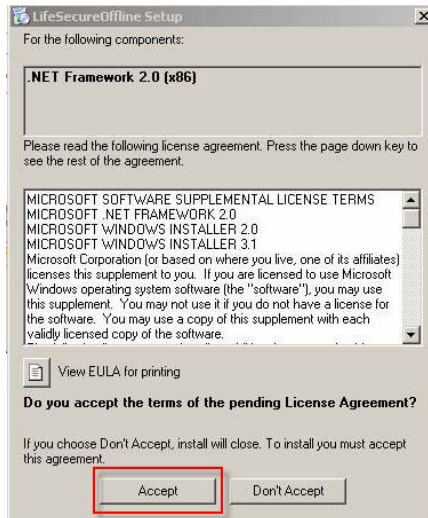 LifeSecureOffline Setup
For the following components:
.NET Framework 2.0 (x86)
Please read the following license agreement. Press the page down key to
see the rest of the agreement.
MICROSOFT SOFTWARE SUPPLEMENTAL LICENSE TERMS
MICROSOFT .NET FRAMEWORK 2.0
MICROSOFT WINDOWS INSTALLER 2.0
MICROSOFT WINDOWS INSTALLER 3.1
Microsoft Corporation (or based on where you live, one of its affiliates)
licenses this supplement to you. If you are licensed to use Microsoft
Windows operating system software (the "software"), you may use
this supplement. You may not use it if you do not have a license for
the software. You may use a copy of this supplement with each
validly licensed copy of the software.
View EULA for printing
Do you accept the terms of the pending License Agreement?
If you choose Don't Accept, install will close. To install you must accept
this agreement.
Accept
Don't Accept